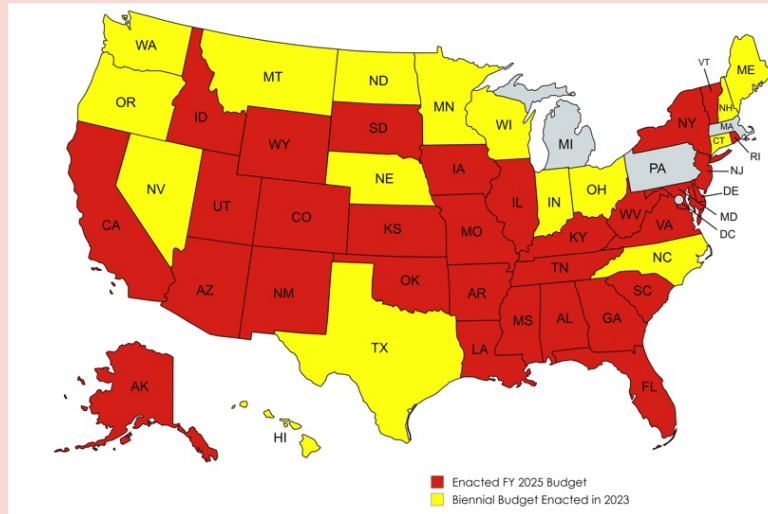 WA
MT
ND
MN
OR
ID
WY
SD
WI
MI
VT
ME
NH
MA
CT
NY
RI
NJ
PA
DE
MD
DC
NV
NE
IA
IL
IN
OH
WV
VA
CA
UT
CO
KS
MO
KY
NC
AZ
NM
OK
AR
TN
SC
TX
LA
MS
AL
GA
FL
AK
HI
Enacted FY 2025 Budget
Biennial Budget Enacted in 2023